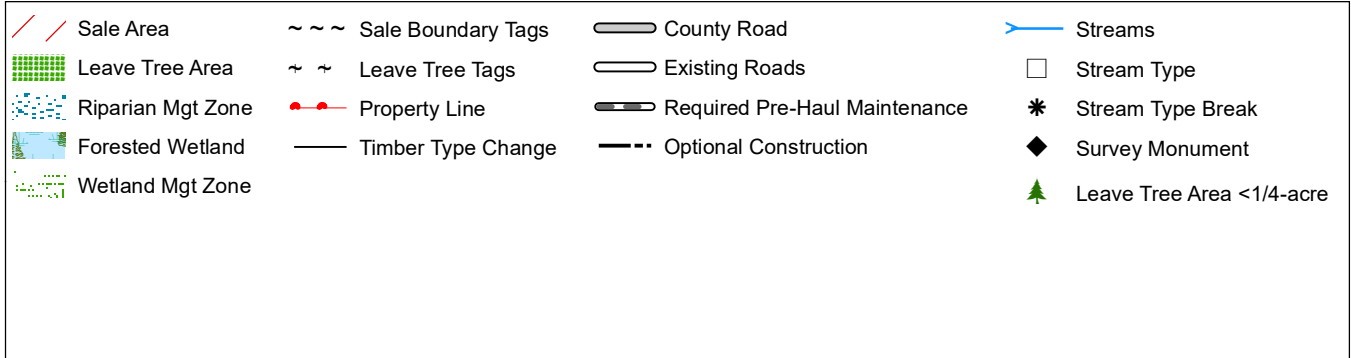 Sale Area
Leave Tree Area
Riparian Mgt Zone
Forested Wetland
Wetland Mgt Zone
Sale Boundary Tags
Leave Tree Tags
Property Line
Timber Type Change
County Road
Existing Roads
Required Pre-Haul Maintenance
Optional Construction
Streams
Stream Type
Stream Type Break
Survey Monument
Leave Tree Area <1/4-acre